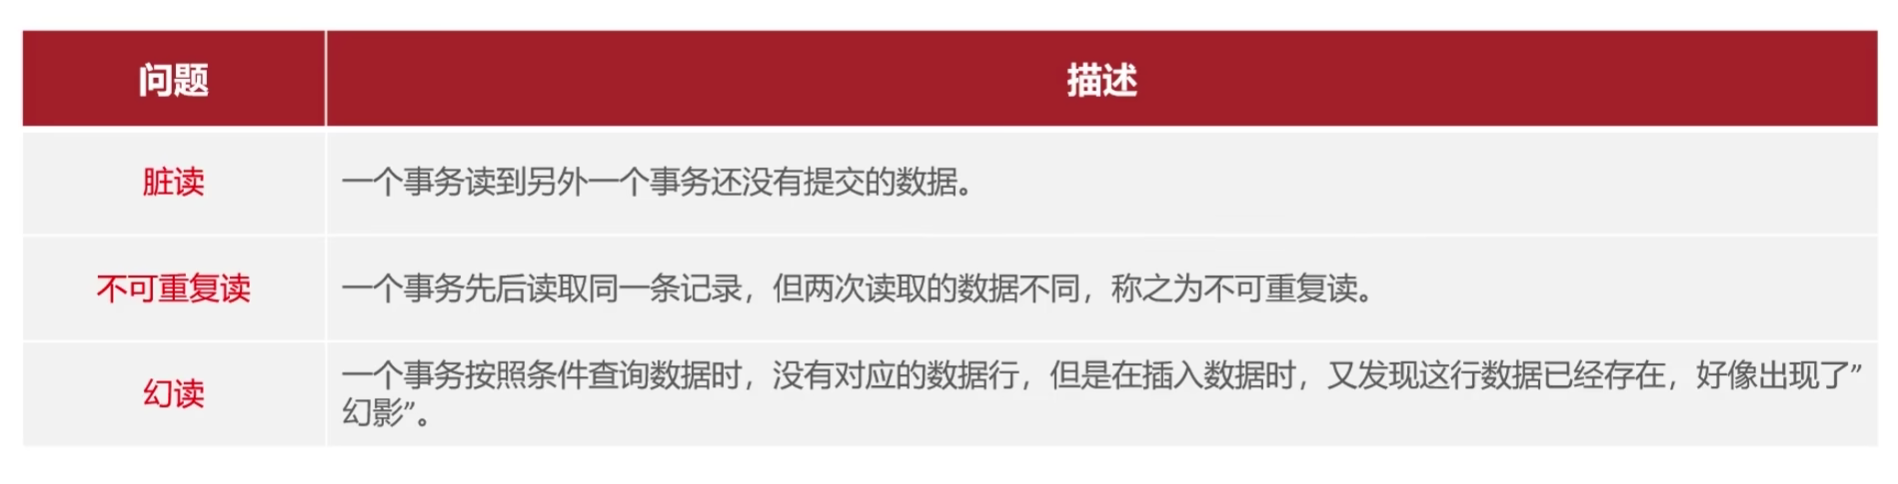 问题
描述
脏读
一个事务读到另外一个事务还没有提交的数据。
不可重复读
一个事务先后读取同一条记录，但两次读取的数据不同，称之为不可重复读。
幻读
一个事务按照条件查询数据时，没有对应的数据行，但是在插入数据时，又发现这行数据已经存在，好像出现了”
幻影”。